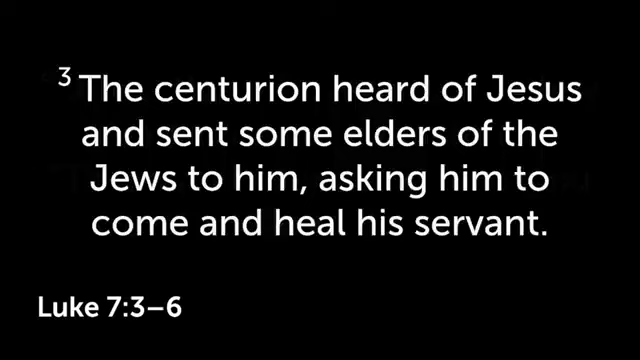 3 The centurion heard of Jesus
and sent some elders of the
Jews to him, asking him to
come and heal his servant.
Luke 7:3–6